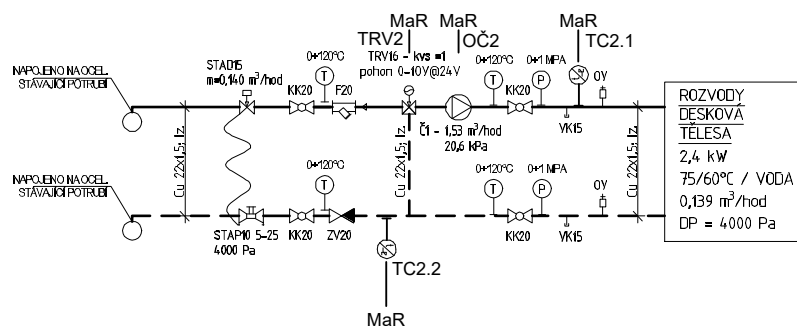 MaR
MaR
MaR
TRV2
OČ2
TC2.1
TRV16 - kvs =1
pohon 0-10V@24V
STAD15
m=0,140 m³/hod
0÷120°C
KK20
F20
0÷120°C
0÷1 MPA
KK20
OV
VK15
NAPOJENO NA OCEL.
STÁVAJÍCÍ POTRUBÍ
T
T
P
Č1 - 1,53 m³/hod
20,6 kPa
Cu 22x1,5; Iz.
Cu 22x1,5; Iz.
Cu 22x1,5; Iz.
ROZVODY
DESKOVÁ
TĚLESA
2,4 kW
75/60°C / VODA
0,139 m³/hod
DP = 4000 Pa
NAPOJENO NA OCEL.
STÁVAJÍCÍ POTRUBÍ
0÷120°C
0÷120°C
0÷1 MPA
T
T
P
OV
STAP10 5-25
4000 Pa
KK20
ZV20
KK20
VK15
TC2.2
MaR